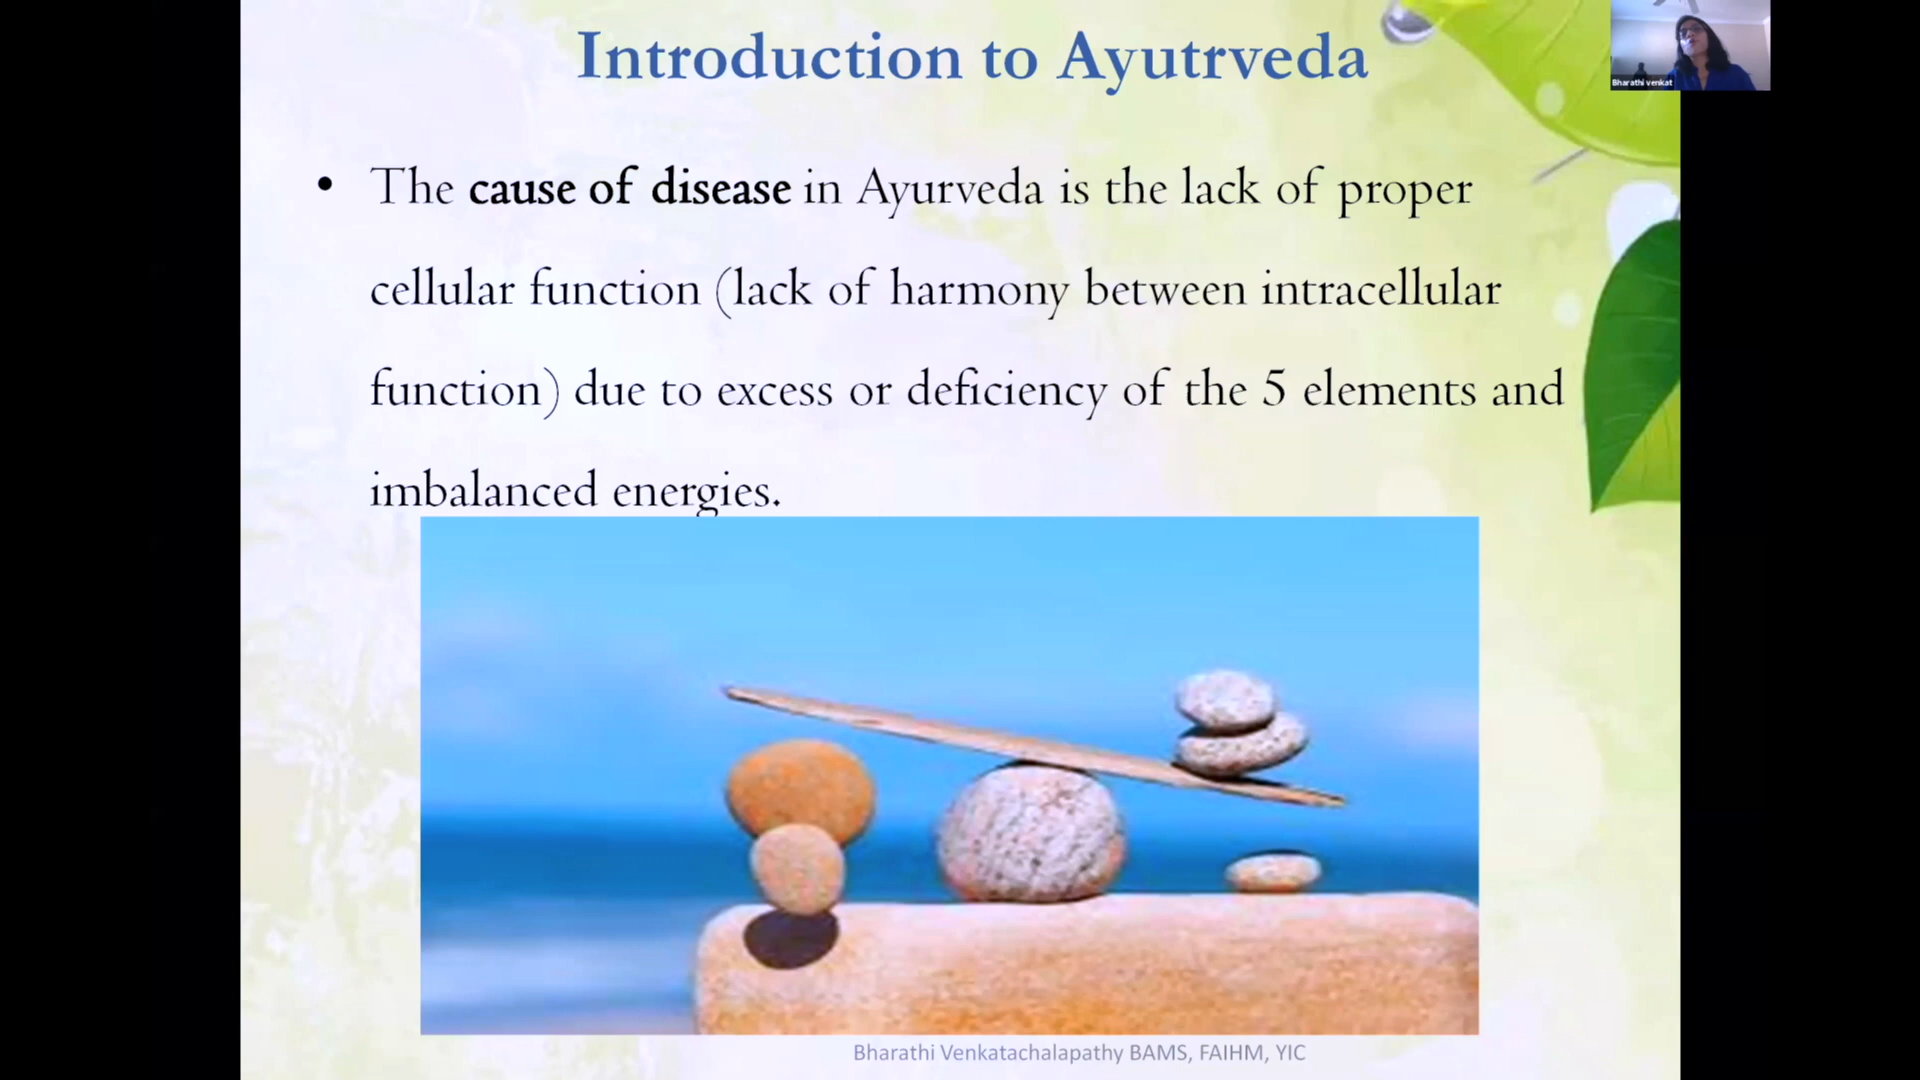 Introduction to Ayutrveda
Bharathi venkat
• The cause of disease in Ayurveda is the lack of proper
cellular function (lack of harmony between intracellular
function) due to excess or deficiency of the 5 elements and
imbalanced energies.
Bharathi Venkatachalapathy BAMS, FAIHM, YIC